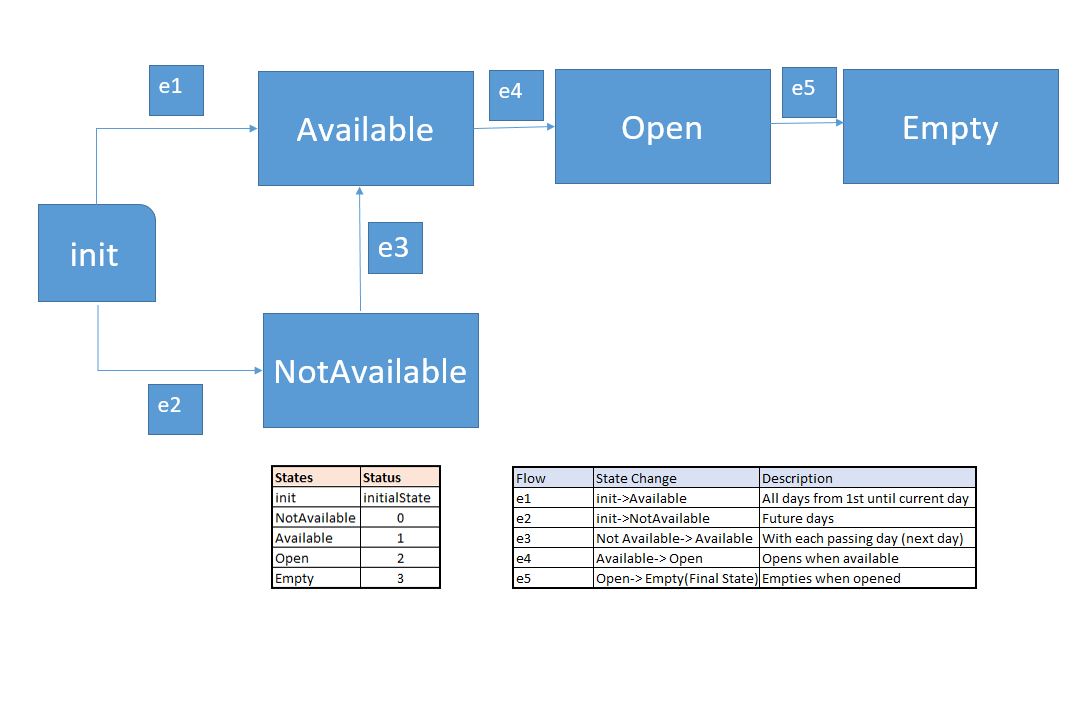 e1
Available
e4
Open
e5
Empty
init
e3
NotAvailable
e2
States Status
init initialState
NotAvailable 0
Available 1
Open 2
Empty 3
Flow State Change Description
e1 init->Available All days from 1st until current day
e2 init->NotAvailable Future days
e3 Not Available-> Available With each passing day (next day)
e4 Available-> Open Opens when available
e5 Open-> Empty(Final State) Empties when opened